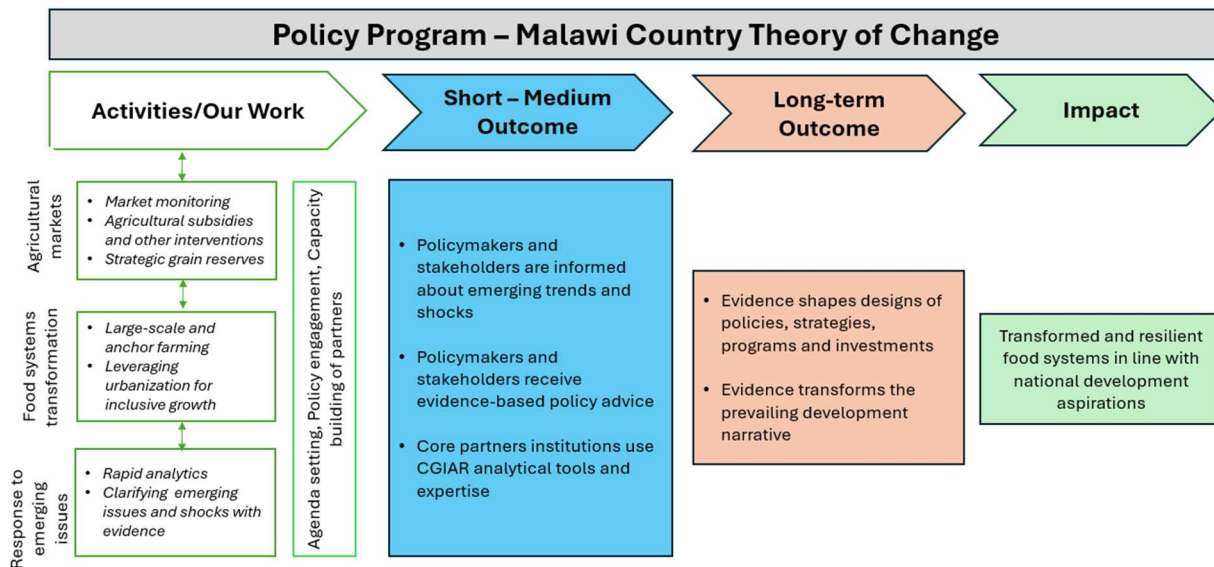 Policy Program – Malawi Country Theory of Change
Activities/Our Work
Short – Medium
Outcome
Long-term
Outcome
Impact
Agricultural
markets
• Market monitoring
• Agricultural subsidies
and other interventions
• Strategic grain reserves
Food systems
transformation
• Large-scale and
anchor farming
• Leveraging
urbanization for
inclusive growth
Response to
emerging
issues
• Rapid analytics
• Clarifying emerging
issues and shocks with
evidence
Agenda setting, Policy engagement, Capacity
building of partners
• Policymakers and
stakeholders are informed
about emerging trends and
shocks
• Policymakers and
stakeholders receive
evidence-based policy advice
• Core partners institutions use
CGIAR analytical tools and
expertise
• Evidence shapes designs of
policies, strategies,
programs and investments
• Evidence transforms the
prevailing development
narrative
Transformed and resilient
food systems in line with
national development
aspirations